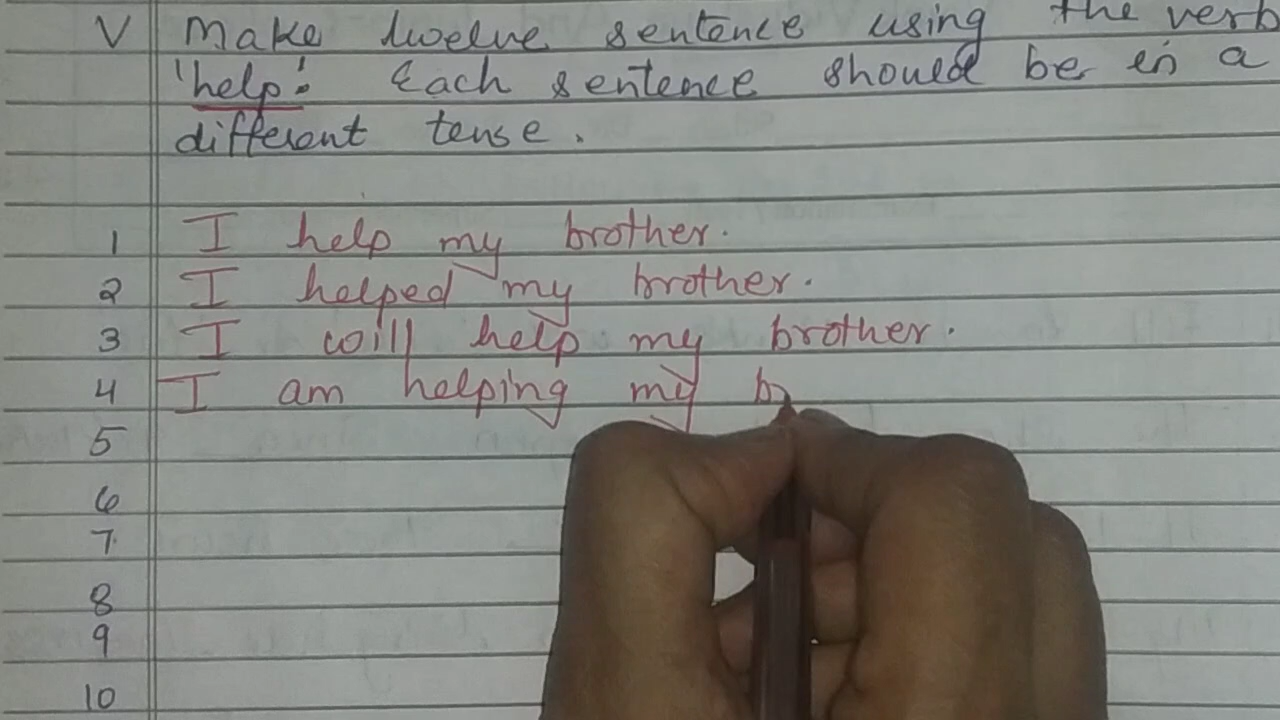 V Make twelve sentence using the verb
'help'. Each sentence should be in a
different tense.
1 I help my brother.
2 I helped my brother.
3 I will help my brother.
4 I am helping my br
5
6
7
8
9
10